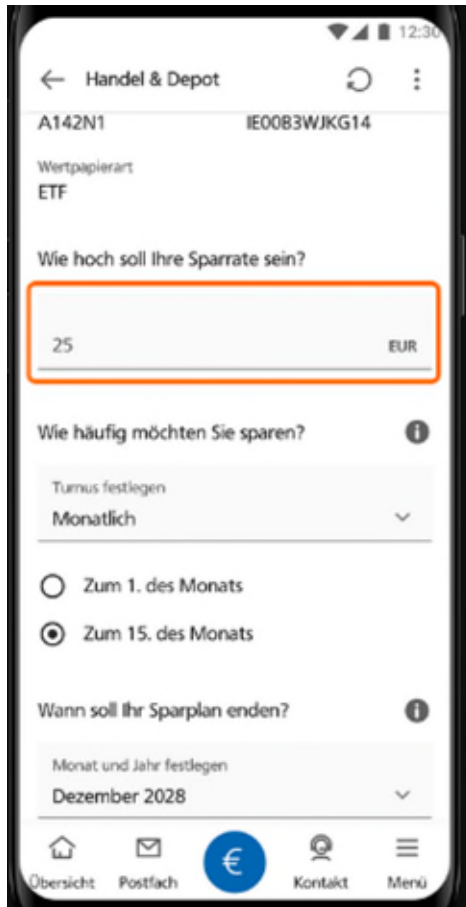 12:30
Handel & Depot
A142N1 IE00B3WJKG14
Wertpapierart
ETF
Wie hoch soll Ihre Sparrate sein?
25 EUR
Wie häufig möchten Sie sparen?
Turnus festlegen
Monatlich
Zum 1. des Monats
Zum 15. des Monats
Wann soll Ihr Sparplan enden?
Monat und Jahr festlegen
Dezember 2028
€
Übersicht Postfach Kontakt Menü